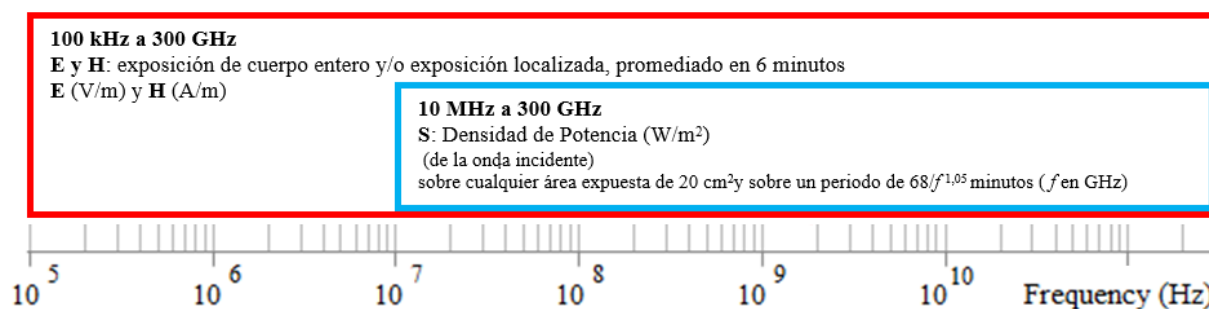 100 kHz a 300 GHz
E y H: exposición de cuerpo entero y/o exposición localizada, promediado en 6 minutos
E (V/m) y H (A/m)
10 MHz a 300 GHz
S: Densidad de Potencia (W/m²)
(de la onda incidente)
sobre cualquier área expuesta de 20 cm²y sobre un periodo de 68/f^1,05 minutos ( f en GHz)
10^5 10^6 10^7 10^8 10^9 10^10 Frequency (Hz)